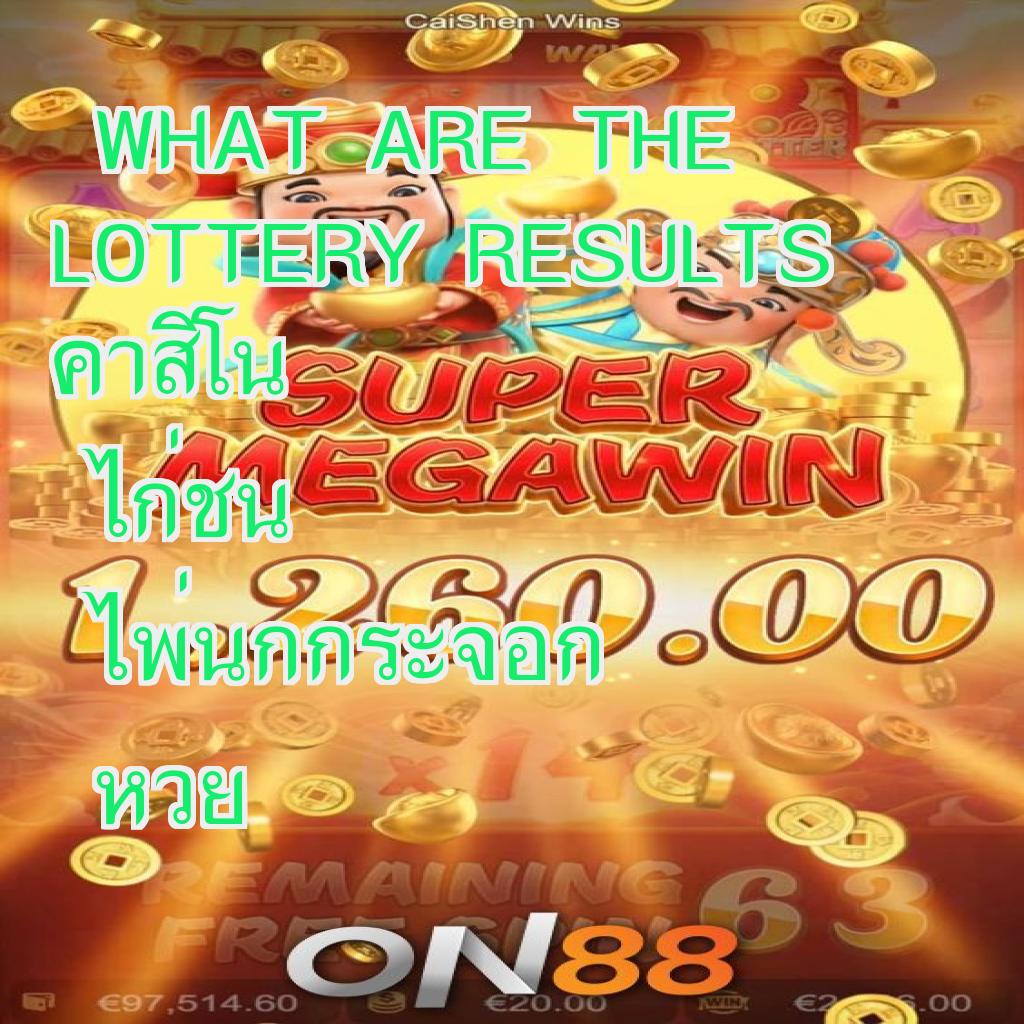 CaiShen Wins
WHAT ARE THE
LOTTERY RESULTS
คาสิโน
SUPER
MEGAWIN
ไก่ชน
1,260.00
ไพ่นกกระจอก
หวย
REMAINING
FREE SPIN 63
ON88
€97,514.60 €20.00 WIN